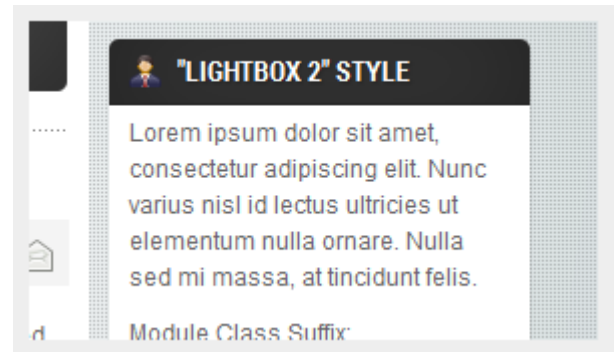 "LIGHTBOX 2" STYLE
Lorem ipsum dolor sit amet,
consectetur adipiscing elit. Nunc
varius nisl id lectus ultricies ut
elementum nulla ornare. Nulla
sed mi massa, at tincidunt felis.
Module Class Suffix: